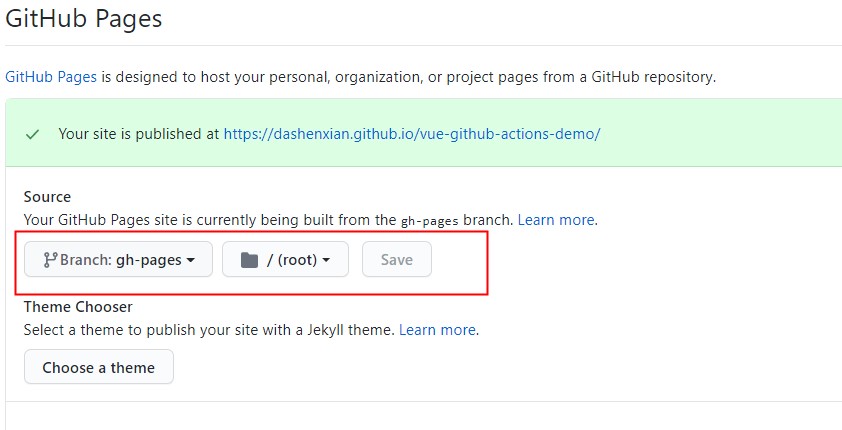 GitHub Pages
GitHub Pages is designed to host your personal, organization, or project pages from a GitHub repository.
Your site is published at https://dashenxian.github.io/vue-github-actions-demo/
Source
Your GitHub Pages site is currently being built from the gh-pages branch. Learn more.
Branch: gh-pages / (root) Save
Theme Chooser
Select a theme to publish your site with a Jekyll theme. Learn more.
Choose a theme